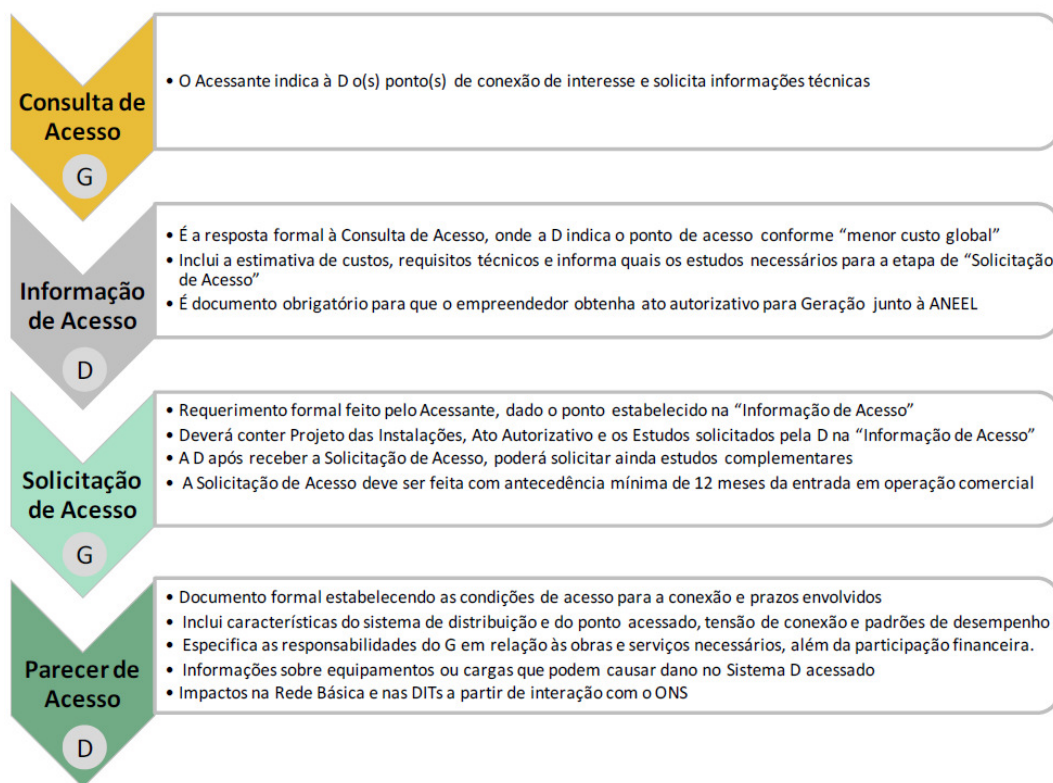 Consulta de
Acesso
G
• O Acessante indica à D o(s) ponto(s) de conexão de interesse e solicita informações técnicas
Informação
de Acesso
D
• É a resposta formal à Consulta de Acesso, onde a D indica o ponto de acesso conforme “menor custo global”
• Inclui a estimativa de custos, requisitos técnicos e informa quais os estudos necessários para a etapa de “Solicitação
de Acesso”
• É documento obrigatório para que o empreendedor obtenha ato autorizativo para Geração junto à ANEEL
Solicitação
de Acesso
G
• Requerimento formal feito pelo Acessante, dado o ponto estabelecido na “Informação de Acesso”
• Deverá conter Projeto das Instalações, Ato Autorizativo e os Estudos solicitados pela D na “Informação de Acesso”
• A D após receber a Solicitação de Acesso, poderá solicitar ainda estudos complementares
• A Solicitação de Acesso deve ser feita com antecedência mínima de 12 meses da entrada em operação comercial
Parecer de
Acesso
D
• Documento formal estabelecendo as condições de acesso para a conexão e prazos envolvidos
• Inclui características do sistema de distribuição e do ponto acessado, tensão de conexão e padrões de desempenho
• Especifica as responsabilidades do G em relação às obras e serviços necessários, além da participação financeira.
• Informações sobre equipamentos ou cargas que podem causar dano no Sistema D acessado
• Impactos na Rede Básica e nas DITs a partir de interação com o ONS